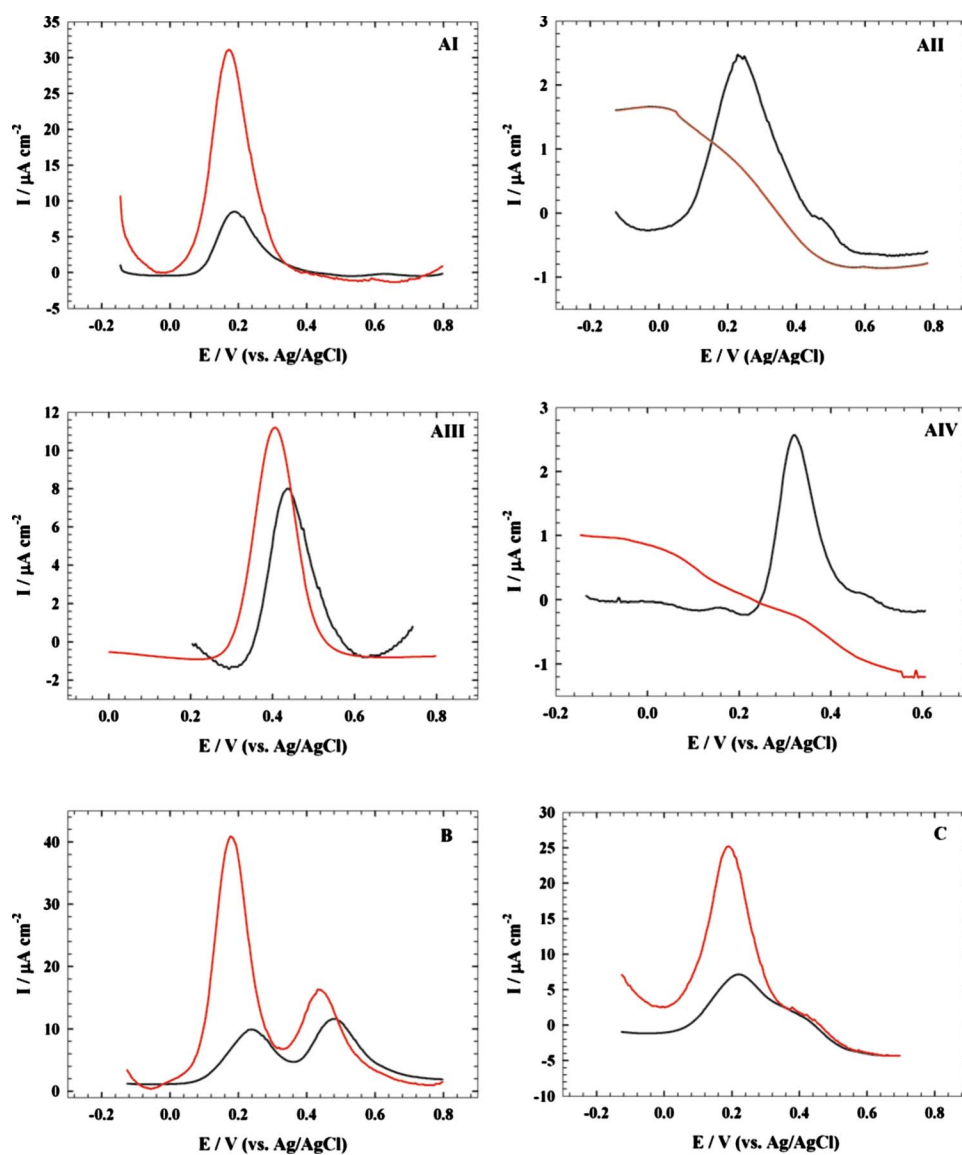 35
30
25
20
15
10
5
0
-5
I / μA cm⁻²
AI
-0.2 0.0 0.2 0.4 0.6 0.8
E / V (vs. Ag/AgCl)
3
2
1
0
-1
I / μA cm⁻²
AII
-0.2 0.0 0.2 0.4 0.6 0.8
E / V (Ag/AgCl)
12
10
8
6
4
2
0
-2
I / μA cm⁻²
AIII
0.0 0.2 0.4 0.6 0.8
E / V (vs. Ag/AgCl)
3
2
1
0
-1
I / μA cm⁻²
AIV
-0.2 0.0 0.2 0.4 0.6
E / V (vs. Ag/AgCl)
40
30
20
10
0
I / μA cm⁻²
B
-0.2 0.0 0.2 0.4 0.6 0.8
E / V (vs. Ag/AgCl)
30
25
20
15
10
5
0
-5
-10
I / μA cm⁻²
C
-0.2 0.0 0.2 0.4 0.6 0.8
E / V (vs. Ag/AgCl)